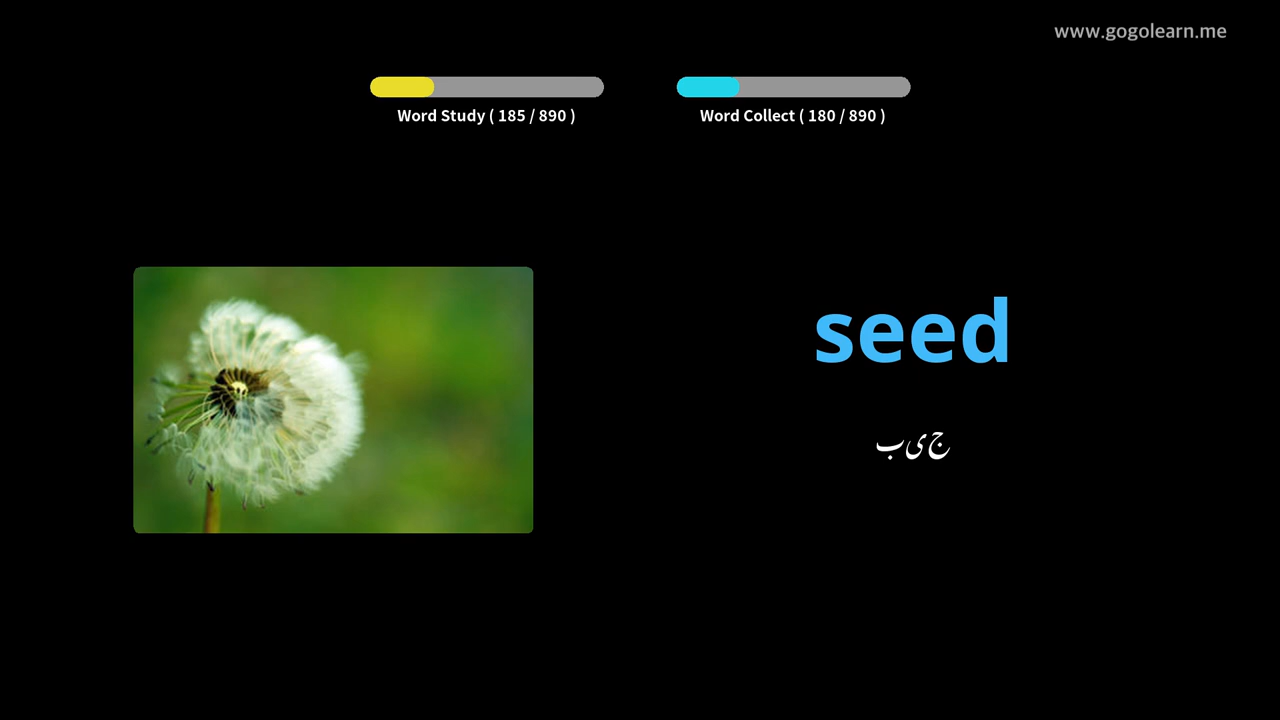 www.gogolearn.me
Word Study ( 185 / 890 )
Word Collect ( 180 / 890 )
seed
ج ی ب